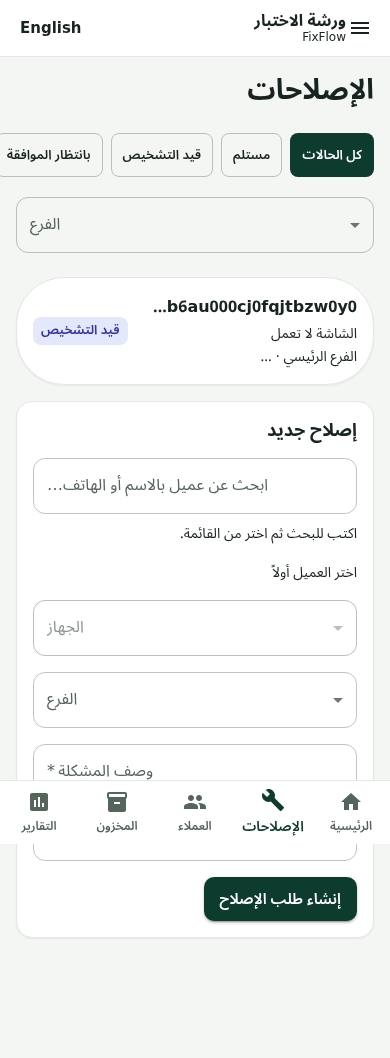 ورشة الاختبار
FixFlow
English
الإصلاحات
كل الحالات
مستلم
قيد التشخيص
بانتظار الموافقة
الفرع
...b6au000cj0fqjtbzw0y0
الشاشة لا تعمل
الفرع الرئيسي · ...
قيد التشخيص
إصلاح جديد
ابحث عن عميل بالاسم أو الهاتف...
اكتب للبحث ثم اختر من القائمة.
اختر العميل أولاً
الجهاز
الفرع
وصف المشكلة *
الرئيسية
الإصلاحات
العملاء
المخزون
التقارير
إنشاء طلب الإصلاح